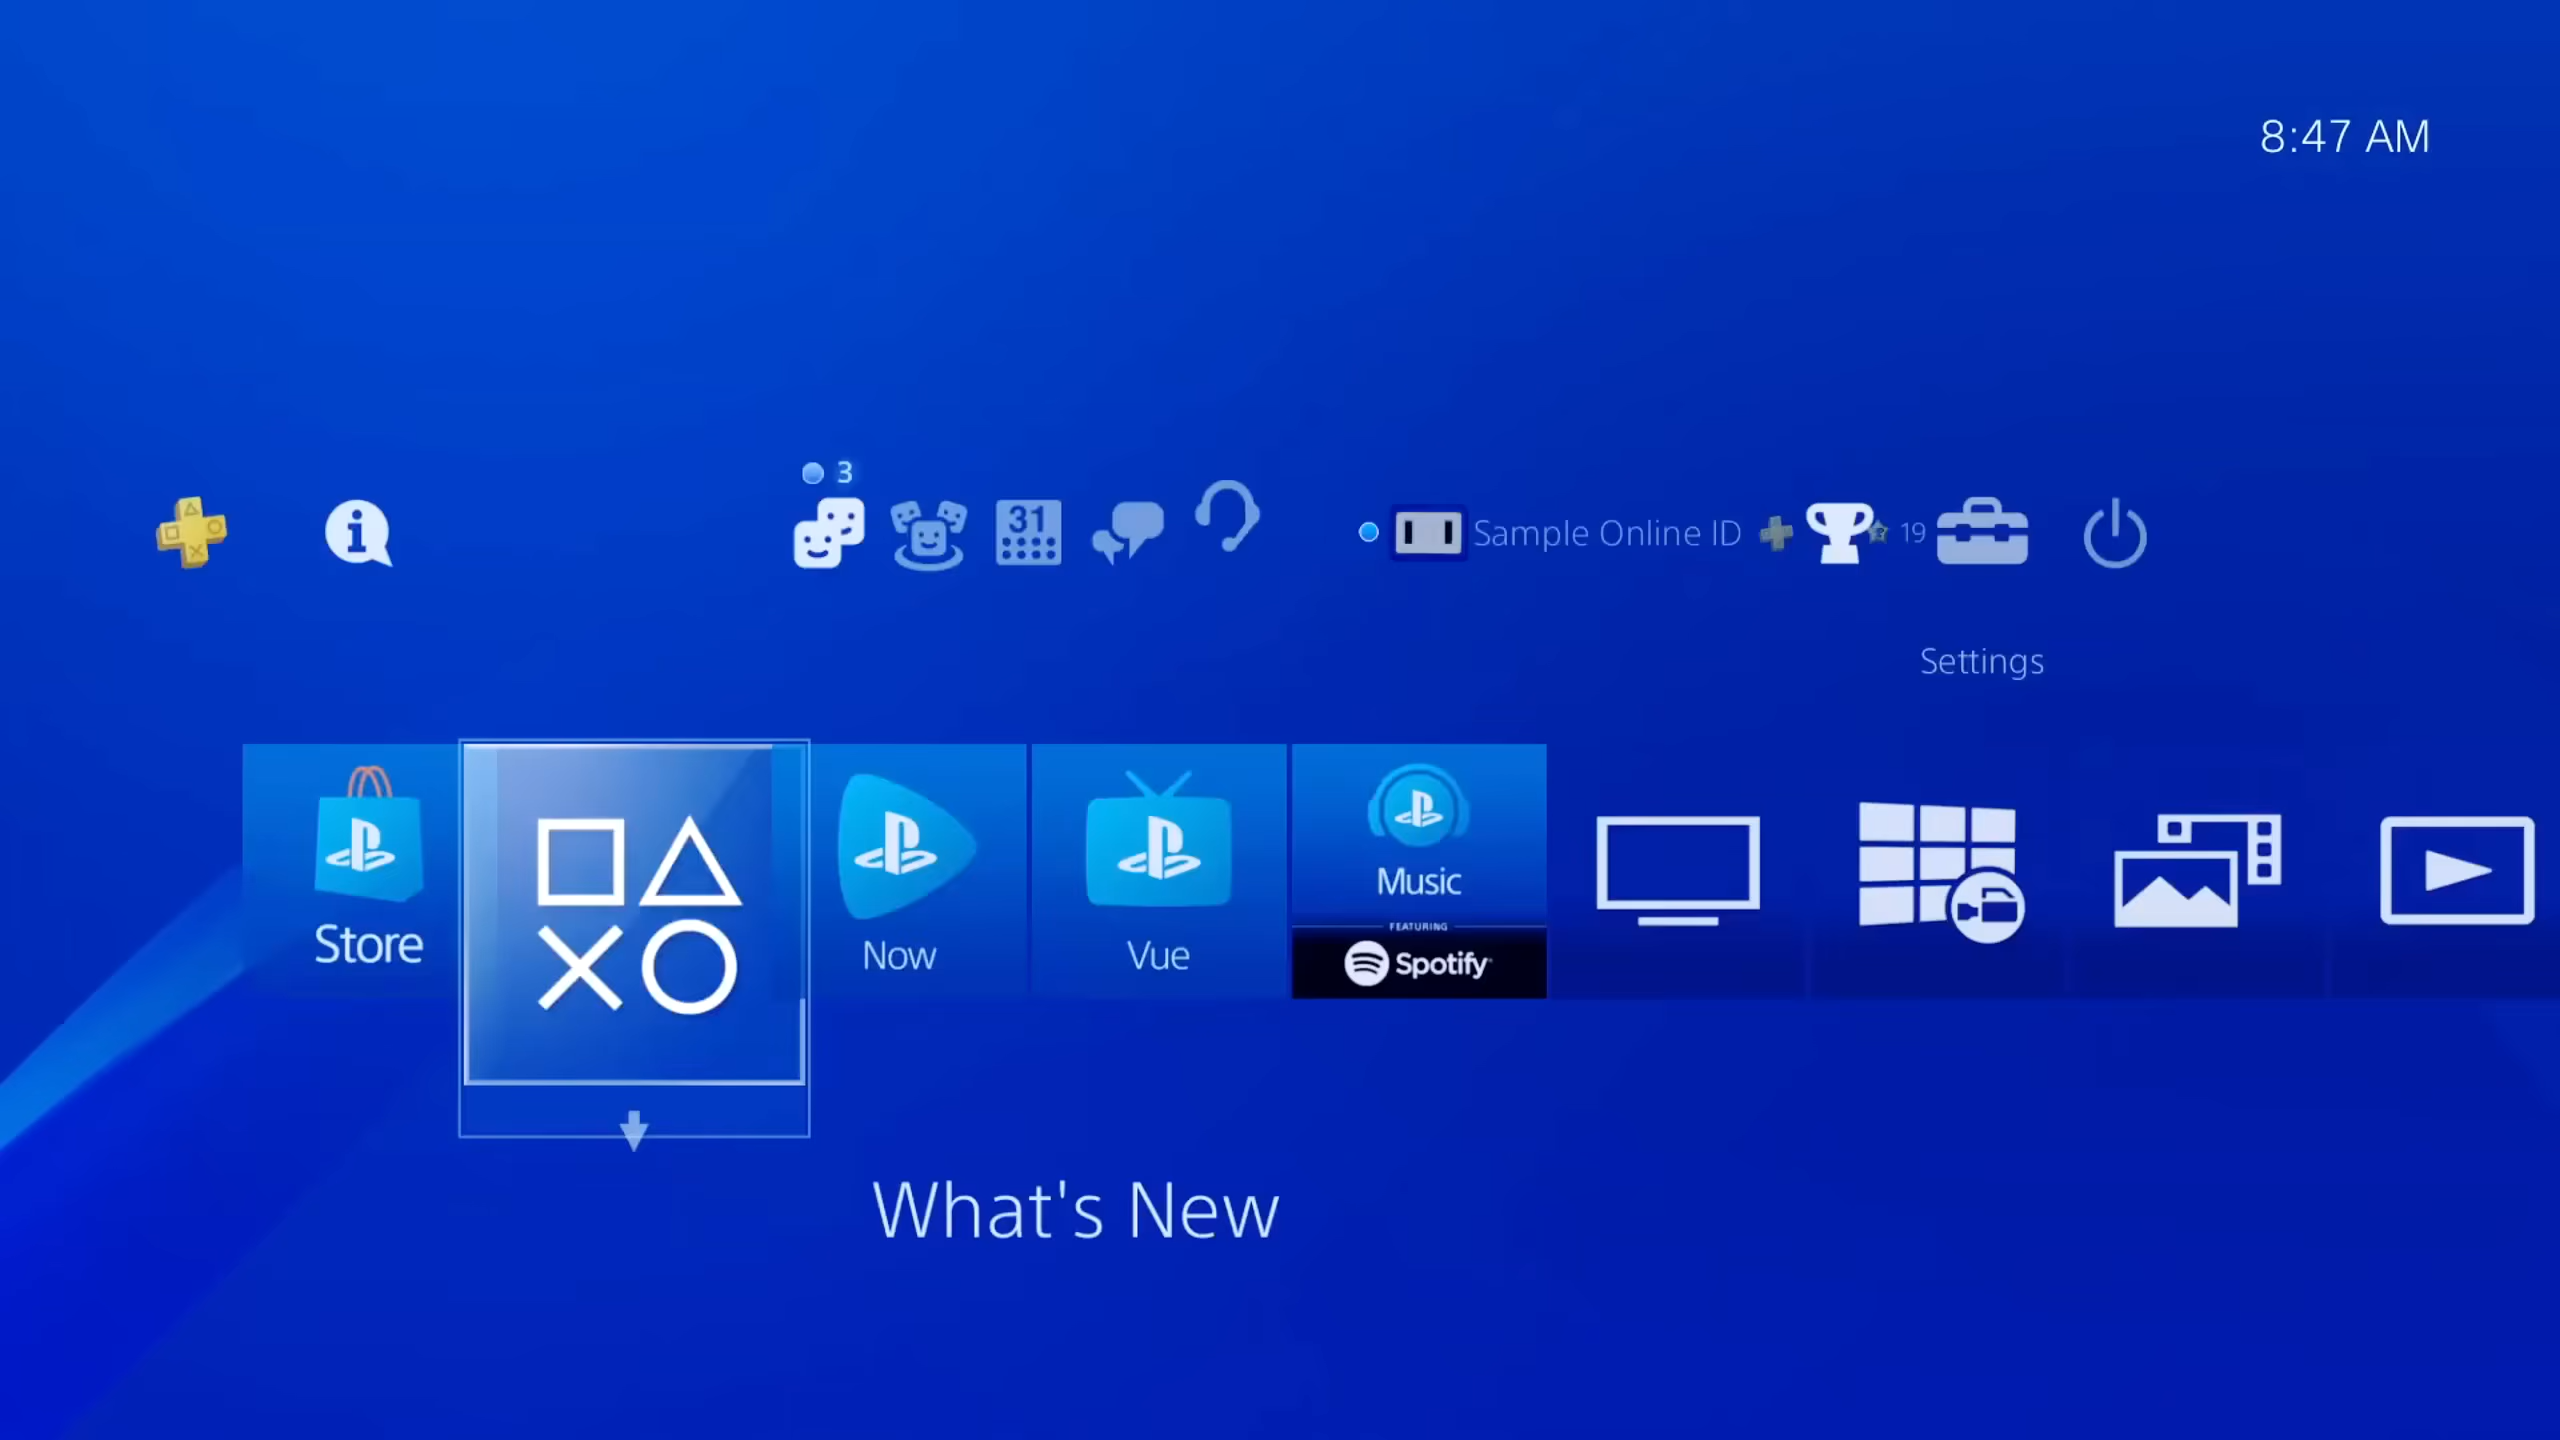 8:47 AM
3
31
Sample Online ID
19
Settings
Store
Now
Vue
Music
FEATURING
Spotify
What's New